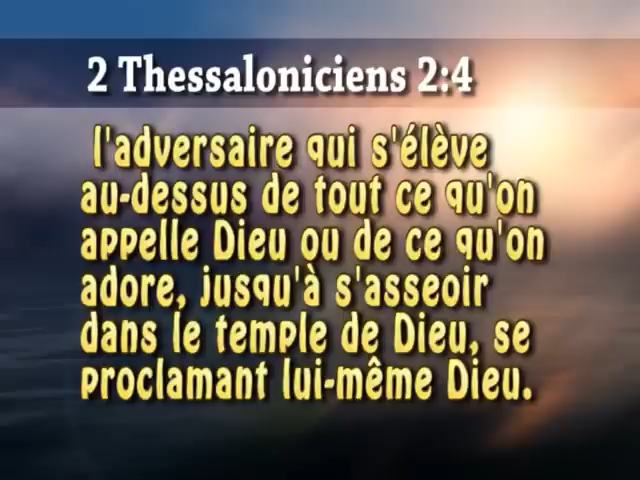 2 Thessaloniciens 2:4
l'adversaire qui s'élève
au-dessus de tout ce qu'on
appelle Dieu ou de ce qu'on
adore, jusqu'à s'asseoir
dans le temple de Dieu, se
proclamant lui-même Dieu.